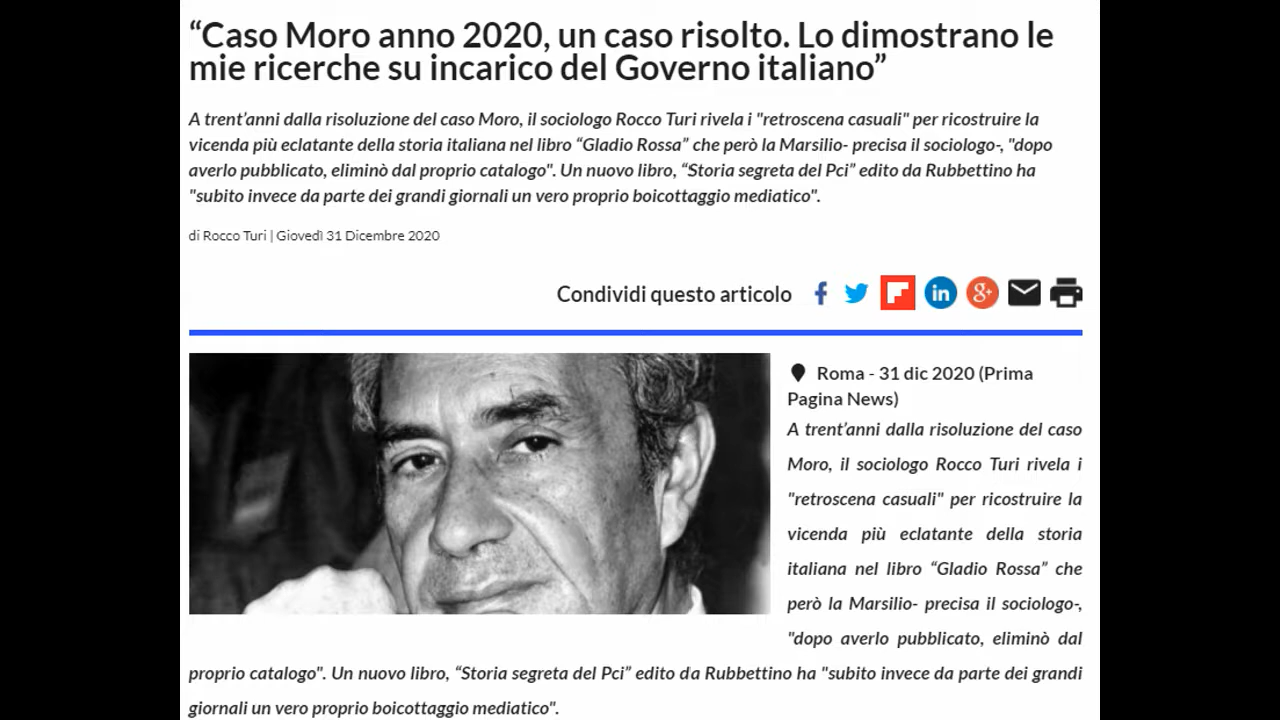 “Caso Moro anno 2020, un caso risolto. Lo dimostrano le
mie ricerche su incarico del Governo italiano”
A trent’anni dalla risoluzione del caso Moro, il sociologo Rocco Turi rivela i "retroscena casuali" per ricostruire la
vicenda più eclatante della storia italiana nel libro “Gladio Rossa” che però la Marsilio- precisa il sociologo-, "dopo
averlo pubblicato, eliminò dal proprio catalogo". Un nuovo libro, “Storia segreta del Pci” edito da Rubbettino ha
"subito invece da parte dei grandi giornali un vero proprio boicottaggio mediatico".
di Rocco Turi | Giovedì 31 Dicembre 2020
Condividi questo articolo
Roma - 31 dic 2020 (Prima
Pagina News)
A trent’anni dalla risoluzione del caso
Moro, il sociologo Rocco Turi rivela i
"retroscena casuali" per ricostruire la
vicenda più eclatante della storia
italiana nel libro “Gladio Rossa” che
però la Marsilio- precisa il sociologo-,
"dopo averlo pubblicato, eliminò dal
proprio catalogo". Un nuovo libro, “Storia segreta del Pci” edito da Rubbettino ha "subito invece da parte dei grandi
giornali un vero proprio boicottaggio mediatico".